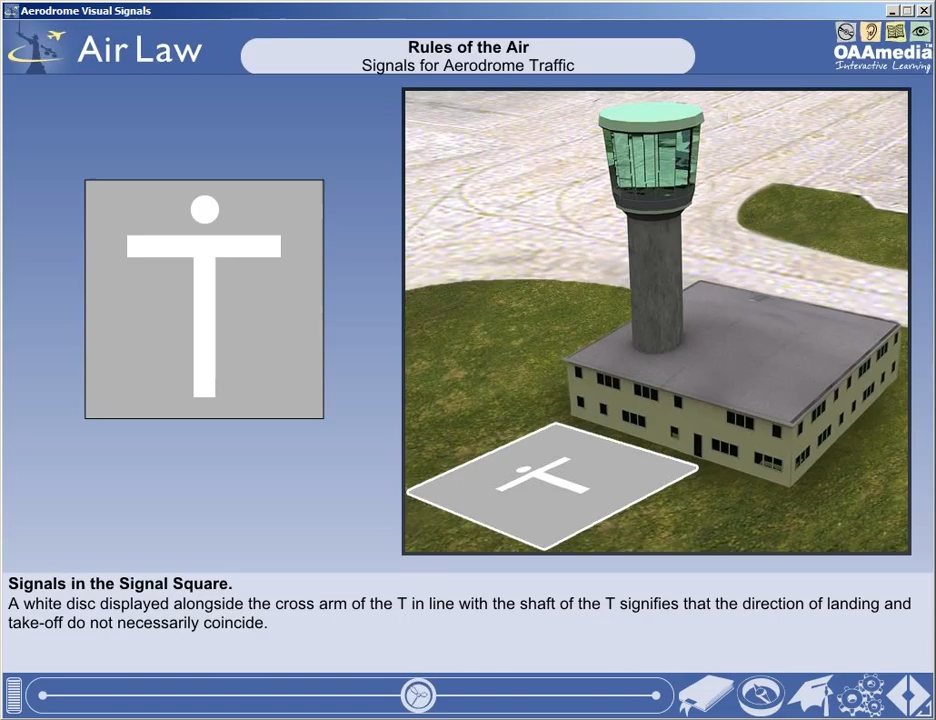 Aerodrome Visual Signals
Air Law
Rules of the Air
Signals for Aerodrome Traffic
OAAmedia
Interactive Learning
Signals in the Signal Square.
A white disc displayed alongside the cross arm of the T in line with the shaft of the T signifies that the direction of landing and
take-off do not necessarily coincide.